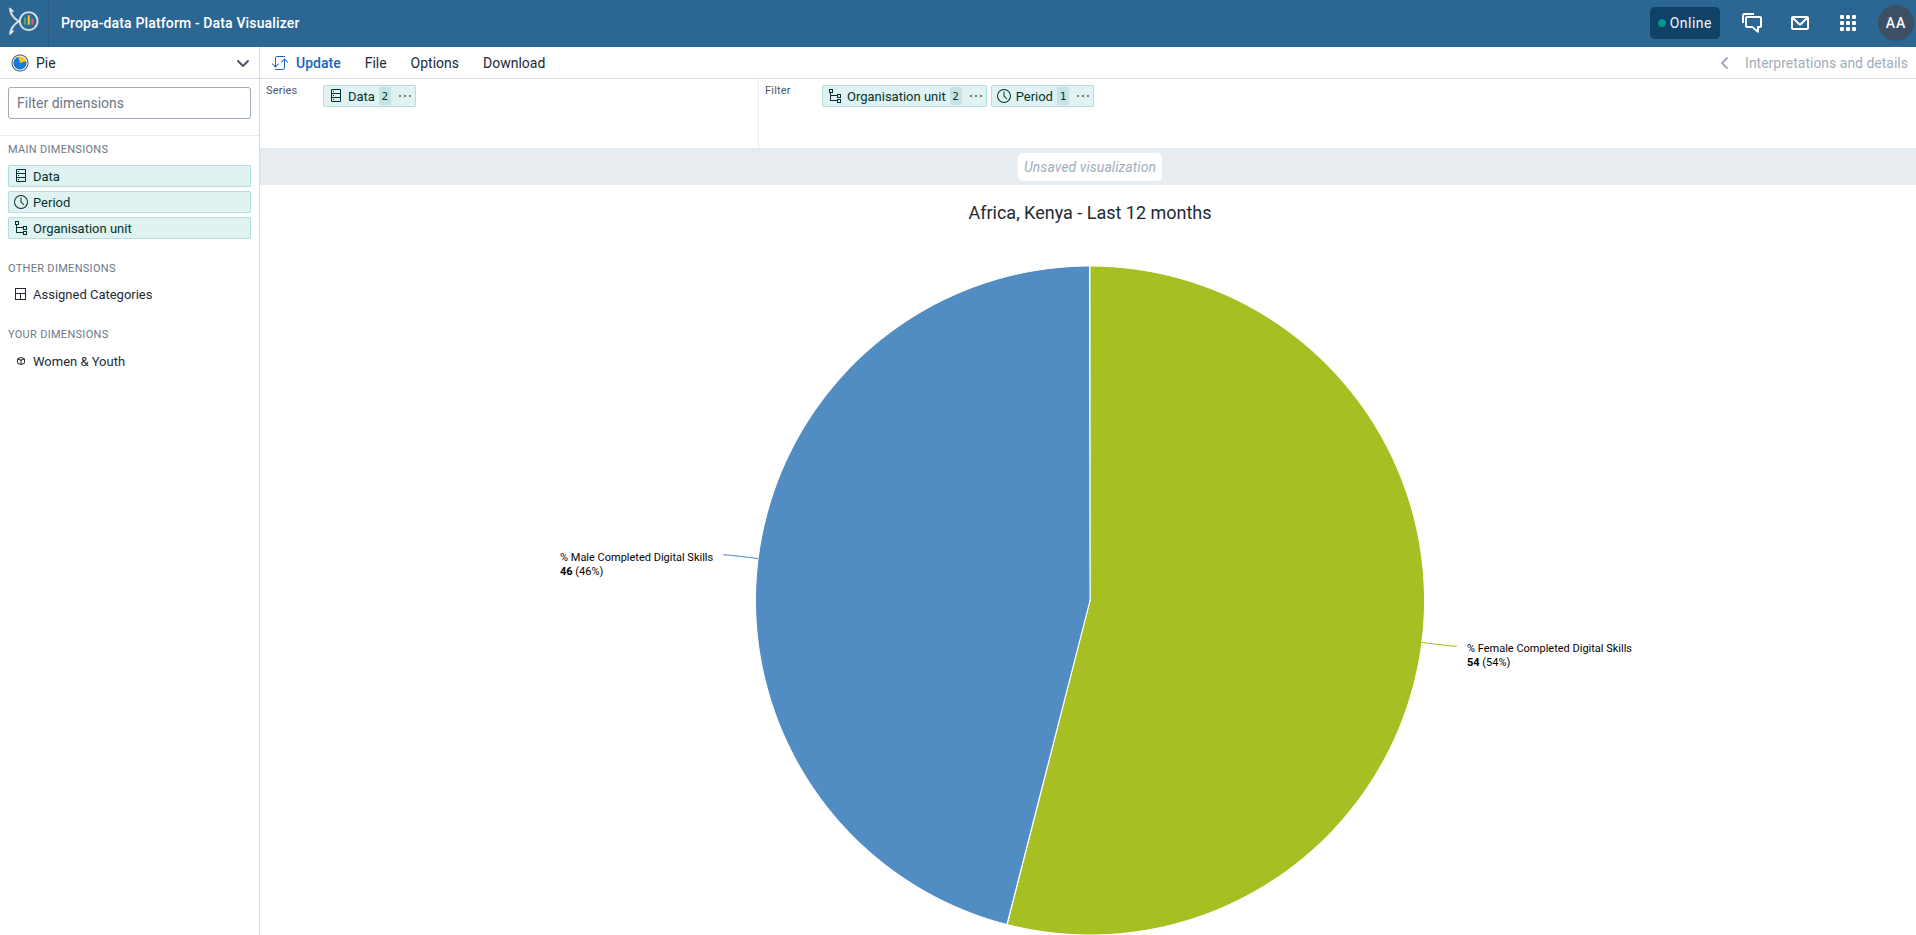 Propa-data Platform - Data Visualizer
Online
AA
Pie
Update File Options Download
Interpretations and details
Filter dimensions
MAIN DIMENSIONS
Data
Period
Organisation unit
OTHER DIMENSIONS
Assigned Categories
YOUR DIMENSIONS
Women & Youth
Series
Data 2 ...
Filter
Organisation unit 2 ...
Period 1 ...
Unsaved visualization
Africa, Kenya - Last 12 months
% Male Completed Digital Skills
46 (46%)
% Female Completed Digital Skills
54 (54%)